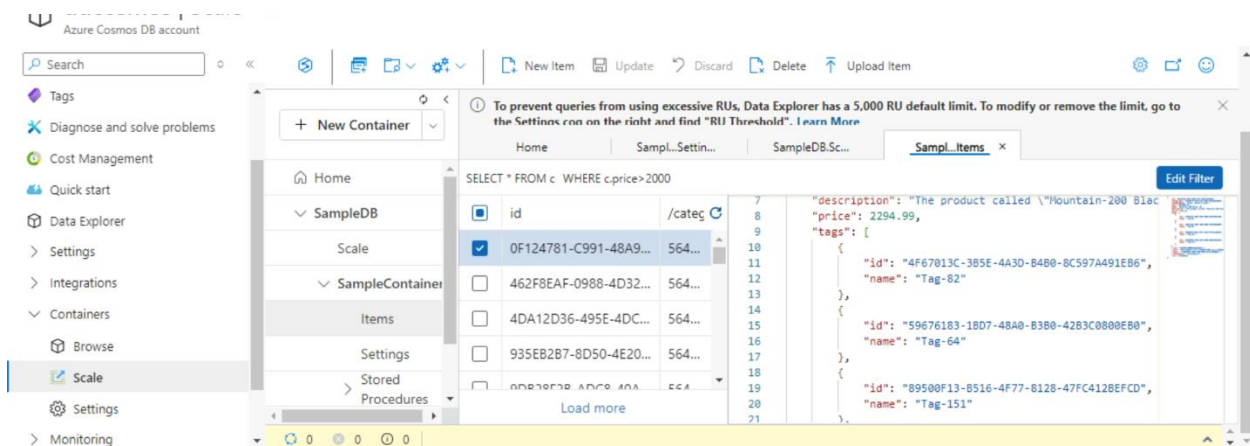 Azure Cosmos DB account
Search
Tags
Diagnose and solve problems
Cost Management
Quick start
Data Explorer
Settings
Integrations
Containers
Browse
Scale
Settings
Monitoring
New Item Update Discard Delete Upload Item
+ New Container
Home
SampleDB
Scale
SampleContainer
Items
Settings
Stored
Procedures
To prevent queries from using excessive RUs, Data Explorer has a 5,000 RU default limit. To modify or remove the limit, go to
the Settings cog on the right and find "RU Threshold". Learn More
Home Sampl...Settin... SampleDB.Sc... Sampl...Items ×
SELECT * FROM c WHERE c.price>2000 Edit Filter
id /categ
0F124781-C991-48A9... 564...
462F8EAF-0988-4D32... 564...
4DA12D36-495E-4DC... 564...
935EB2B7-8D50-4E20... 564...
Load more
7 "description": "The product called \"Mountain-200 Blac
8 "price": 2294.99,
9 "tags": [
10 {
11 "id": "4F67013C-3B5E-4A3D-B4B0-8C597A491EB6",
12 "name": "Tag-82"
13 },
14 {
15 "id": "59676183-1BD7-48A0-B3B0-42B3C0800EB0",
16 "name": "Tag-64"
17 },
18 {
19 "id": "89500F13-B516-4F77-8128-47FC412BEFCD",
20 "name": "Tag-151"
21 },
0 0 0